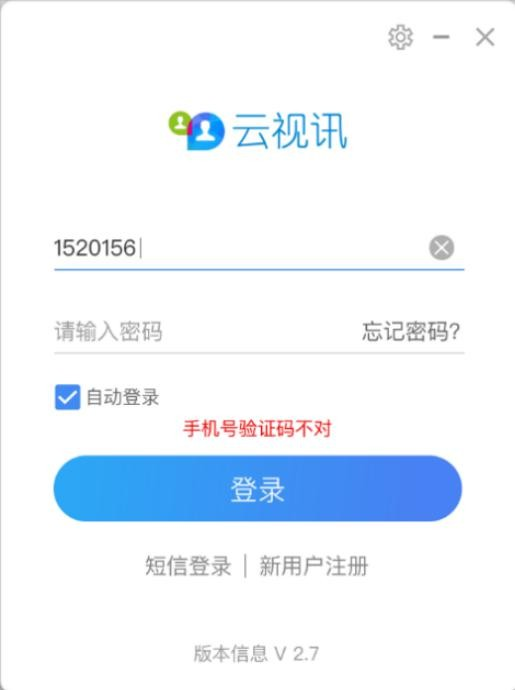 云视讯
1520156
请输入密码 忘记密码?
自动登录
手机号验证码不对
登录
短信登录 | 新用户注册
版本信息 V 2.7